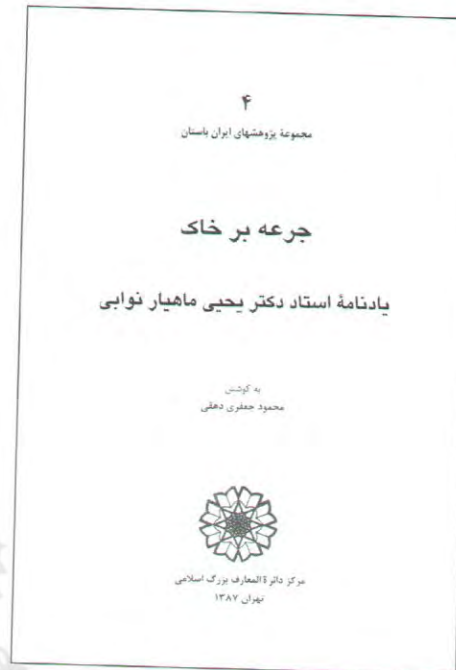 ۴
مجموعهٔ پژوهشهای ایران باستان
جرعه بر خاک
یادنامهٔ استاد دکتر یحیی ماهیار نوابی
به کوشش
محمود جعفری دهقی
مرکز دائرةالمعارف بزرگ اسلامی
تهران ۱۳۸۷